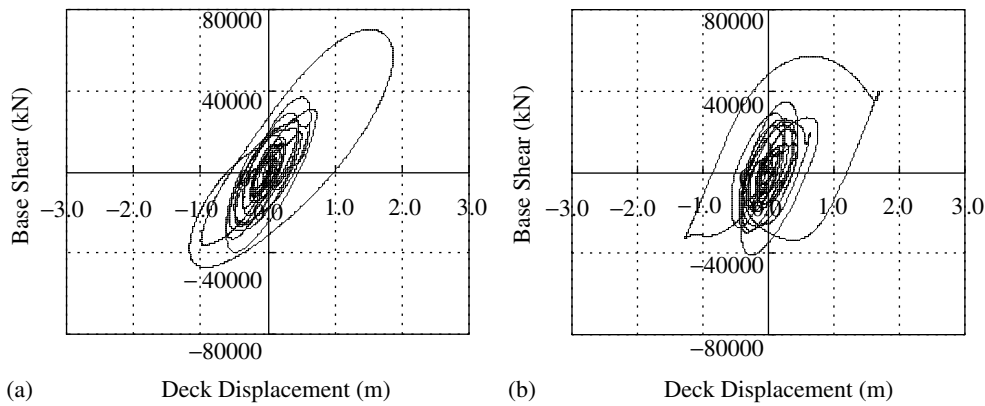 80000
40000
-3.0 -2.0 -1.0 0.0 1.0 2.0 3.0
−40000
−80000
Base Shear (kN)
(a) Deck Displacement (m)
80000
40000
−3.0 −2.0 −1.0 0.0 1.0 2.0 3.0
−40000
−80000
Base Shear (kN)
(b) Deck Displacement (m)